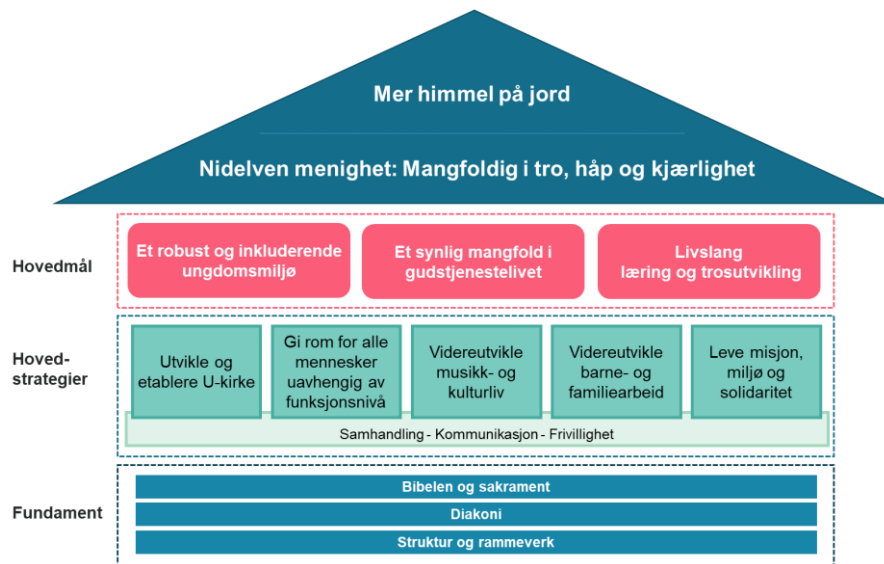 Mer himmel på jord
Nidelven menighet: Mangfoldig i tro, håp og kjærlighet
Hovedmål
Et robust og inkluderende
ungdomsmiljø
Et synlig mangfold i
gudstjenestelivet
Livslang
læring og trosutvikling
Hoved-
strategier
Utvikle og
etablere U-kirke
Gi rom for alle
mennesker
uavhengig av
funksjonsnivå
Videreutvikle
musikk- og
kulturliv
Videreutvikle
barne- og
familiearbeid
Leve misjon,
miljø og
solidaritet
Samhandling - Kommunikasjon - Frivillighet
Fundament
Bibelen og sakrament
Diakoni
Struktur og rammeverk